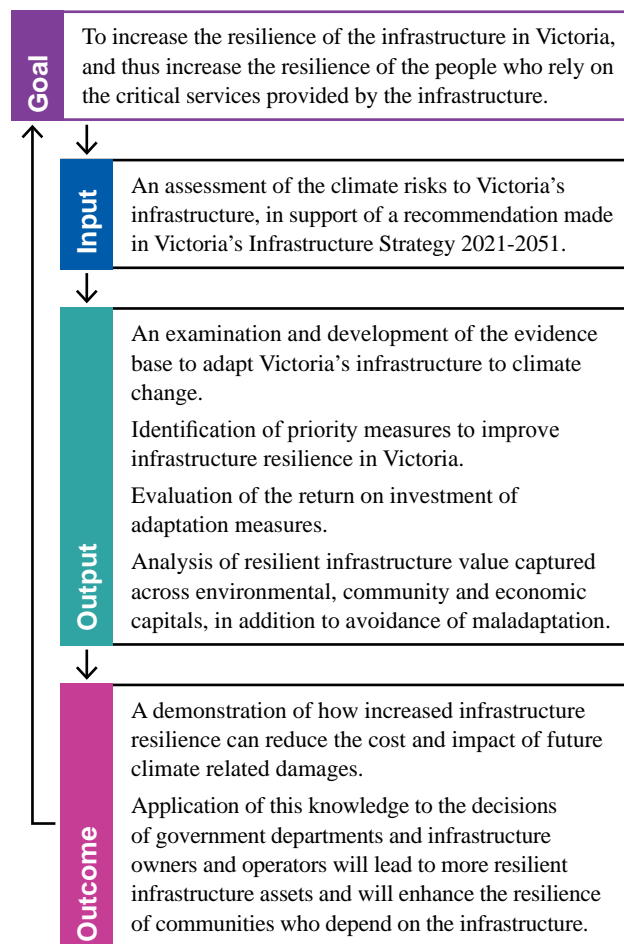 Goal
To increase the resilience of the infrastructure in Victoria,
and thus increase the resilience of the people who rely on
the critical services provided by the infrastructure.
Input
An assessment of the climate risks to Victoria’s
infrastructure, in support of a recommendation made
in Victoria’s Infrastructure Strategy 2021-2051.
Output
An examination and development of the evidence
base to adapt Victoria’s infrastructure to climate
change.
Identification of priority measures to improve
infrastructure resilience in Victoria.
Evaluation of the return on investment of
adaptation measures.
Analysis of resilient infrastructure value captured
across environmental, community and economic
capitals, in addition to avoidance of maladaptation.
Outcome
A demonstration of how increased infrastructure
resilience can reduce the cost and impact of future
climate related damages.
Application of this knowledge to the decisions
of government departments and infrastructure
owners and operators will lead to more resilient
infrastructure assets and will enhance the resilience
of communities who depend on the infrastructure.